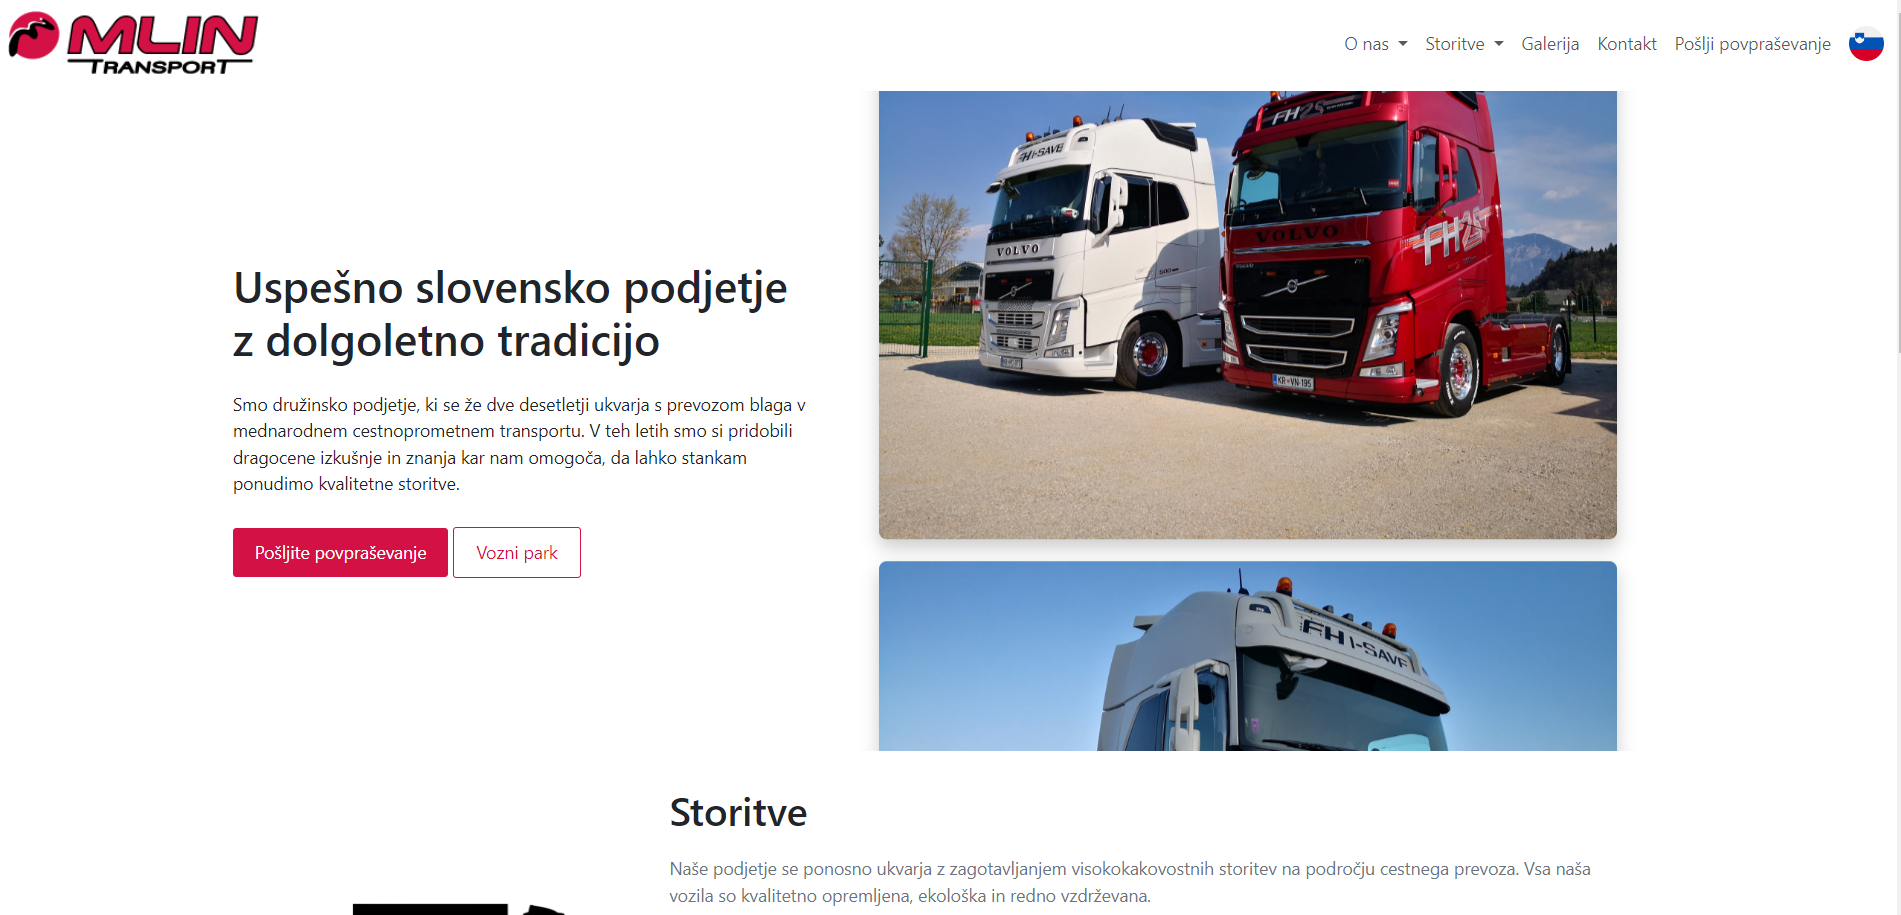 MLIN
TRANSPORT
O nas
Storitve
Galerija
Kontakt
Pošlji povpraševanje
Uspešno slovensko podjetje
z dolgoletno tradicijo
Smo družinsko podjetje, ki se že dve desetletji ukvarja s prevozom blaga v
mednarodnem cestnoprometnem transportu. V teh letih smo si pridobili
dragocene izkušnje in znanja kar nam omogoča, da lahko stankam
ponudimo kvalitetne storitve.
Pošljite povpraševanje
Vozni park
FH I-SAVE
VOLVO
500
VOLVO
FH25
KR VN-195
FH I-SAVE
Storitve
Naše podjetje se ponosno ukvarja z zagotavljanjem visokokakovostnih storitev na področju cestnega prevoza. Vsa naša
vozila so kvalitetno opremljena, ekološka in redno vzdrževana.